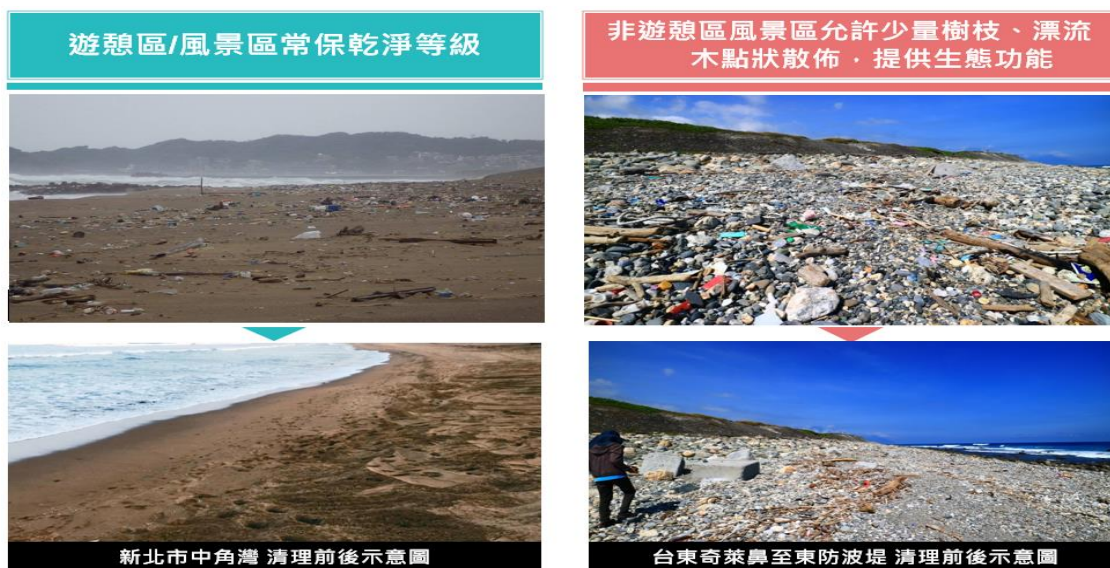 遊憩區/風景區常保乾淨等級
非遊憩區風景區允許少量樹枝、漂流
木點狀散佈，提供生態功能
新北市中角灣 清理前後示意圖
台東奇萊鼻至東防波堤 清理前後示意圖